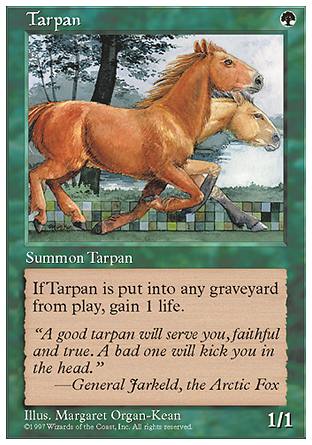 Tarpan
Summon Tarpan
If Tarpan is put into any graveyard
from play, gain 1 life.
“A good tarpan will serve you, faithful
and true. A bad one will kick you in
the head.”
—General Jarkeld, the Arctic Fox
Illus. Margaret Organ-Kean
©1997 Wizards of the Coast, Inc. All rights reserved.
1/1